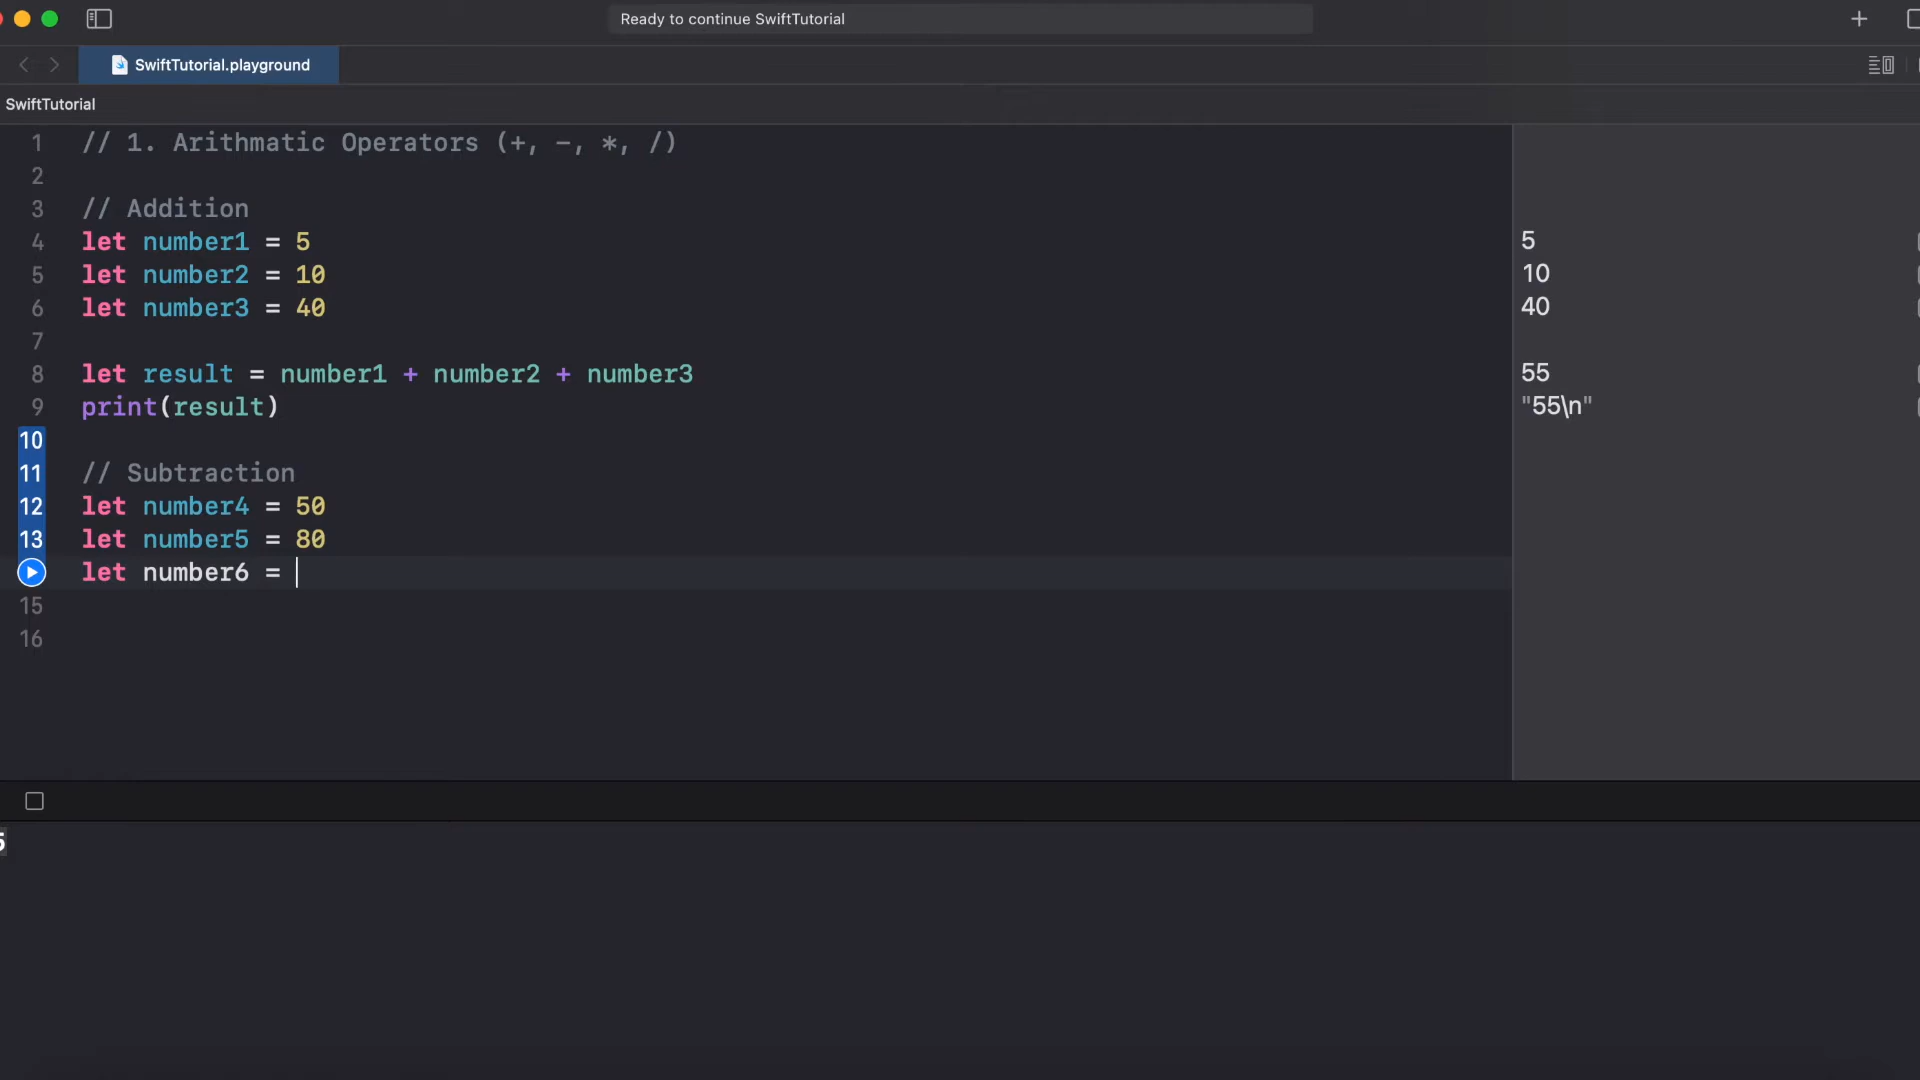 Ready to continue SwiftTutorial
SwiftTutorial.playground
SwiftTutorial
1 // 1. Arithmatic Operators (+, -, *, /)
2
3 // Addition
4 let number1 = 5
5
5 let number2 = 10
10
6 let number3 = 40
40
7
8 let result = number1 + number2 + number3
55
9 print(result)
"55\n"
10
11 // Subtraction
12 let number4 = 50
13 let number5 = 80
let number6 =
15
16